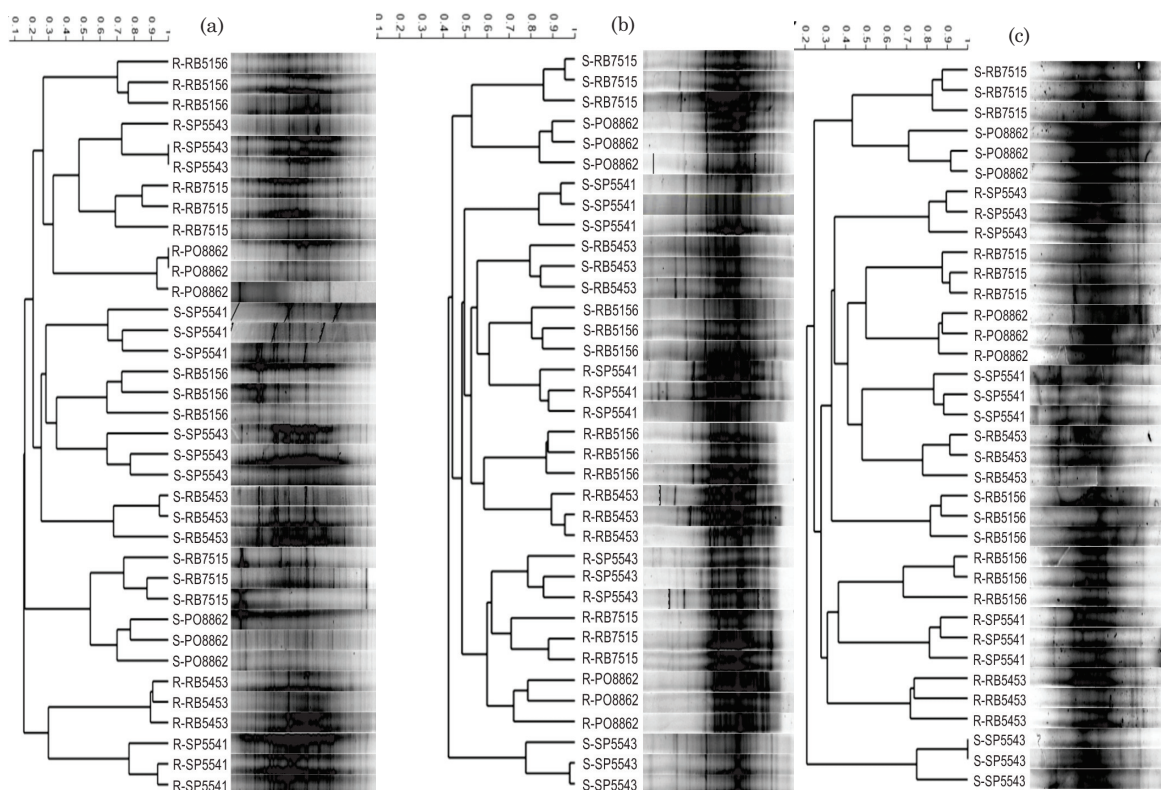 (a)
0.1 0.2 0.3 0.4 0.5 0.6 0.7 0.8 0.9 1
R-RB5156
R-RB5156
R-RB5156
R-SP5543
R-SP5543
R-SP5543
R-RB7515
R-RB7515
R-RB7515
R-PO8862
R-PO8862
R-PO8862
S-SP5541
S-SP5541
S-SP5541
S-RB5156
S-RB5156
S-RB5156
S-SP5543
S-SP5543
S-SP5543
S-RB5453
S-RB5453
S-RB5453
S-RB7515
S-RB7515
S-RB7515
S-PO8862
S-PO8862
S-PO8862
R-RB5453
R-RB5453
R-RB5453
R-SP5541
R-SP5541
R-SP5541
(b)
0.1 0.2 0.3 0.4 0.5 0.6 0.7 0.8 0.9 1
S-RB7515
S-RB7515
S-RB7515
S-PO8862
S-PO8862
S-PO8862
S-SP5541
S-SP5541
S-SP5541
S-RB5453
S-RB5453
S-RB5453
S-RB5156
S-RB5156
S-RB5156
R-SP5541
R-SP5541
R-SP5541
R-RB5156
R-RB5156
R-RB5156
R-RB5453
R-RB5453
R-RB5453
R-SP5543
R-SP5543
R-SP5543
R-RB7515
R-RB7515
R-RB7515
R-PO8862
R-PO8862
R-PO8862
S-SP5543
S-SP5543
S-SP5543
(c)
0.2 0.3 0.4 0.5 0.6 0.7 0.8 0.9 1
S-RB7515
S-RB7515
S-RB7515
S-PO8862
S-PO8862
S-PO8862
R-SP5543
R-SP5543
R-SP5543
R-RB7515
R-RB7515
R-RB7515
R-PO8862
R-PO8862
R-PO8862
S-SP5541
S-SP5541
S-SP5541
S-RB5453
S-RB5453
S-RB5453
S-RB5156
S-RB5156
S-RB5156
R-RB5156
R-RB5156
R-RB5156
R-SP5541
R-SP5541
R-SP5541
R-RB5453
R-RB5453
R-RB5453
S-SP5543
S-SP5543
S-SP5543